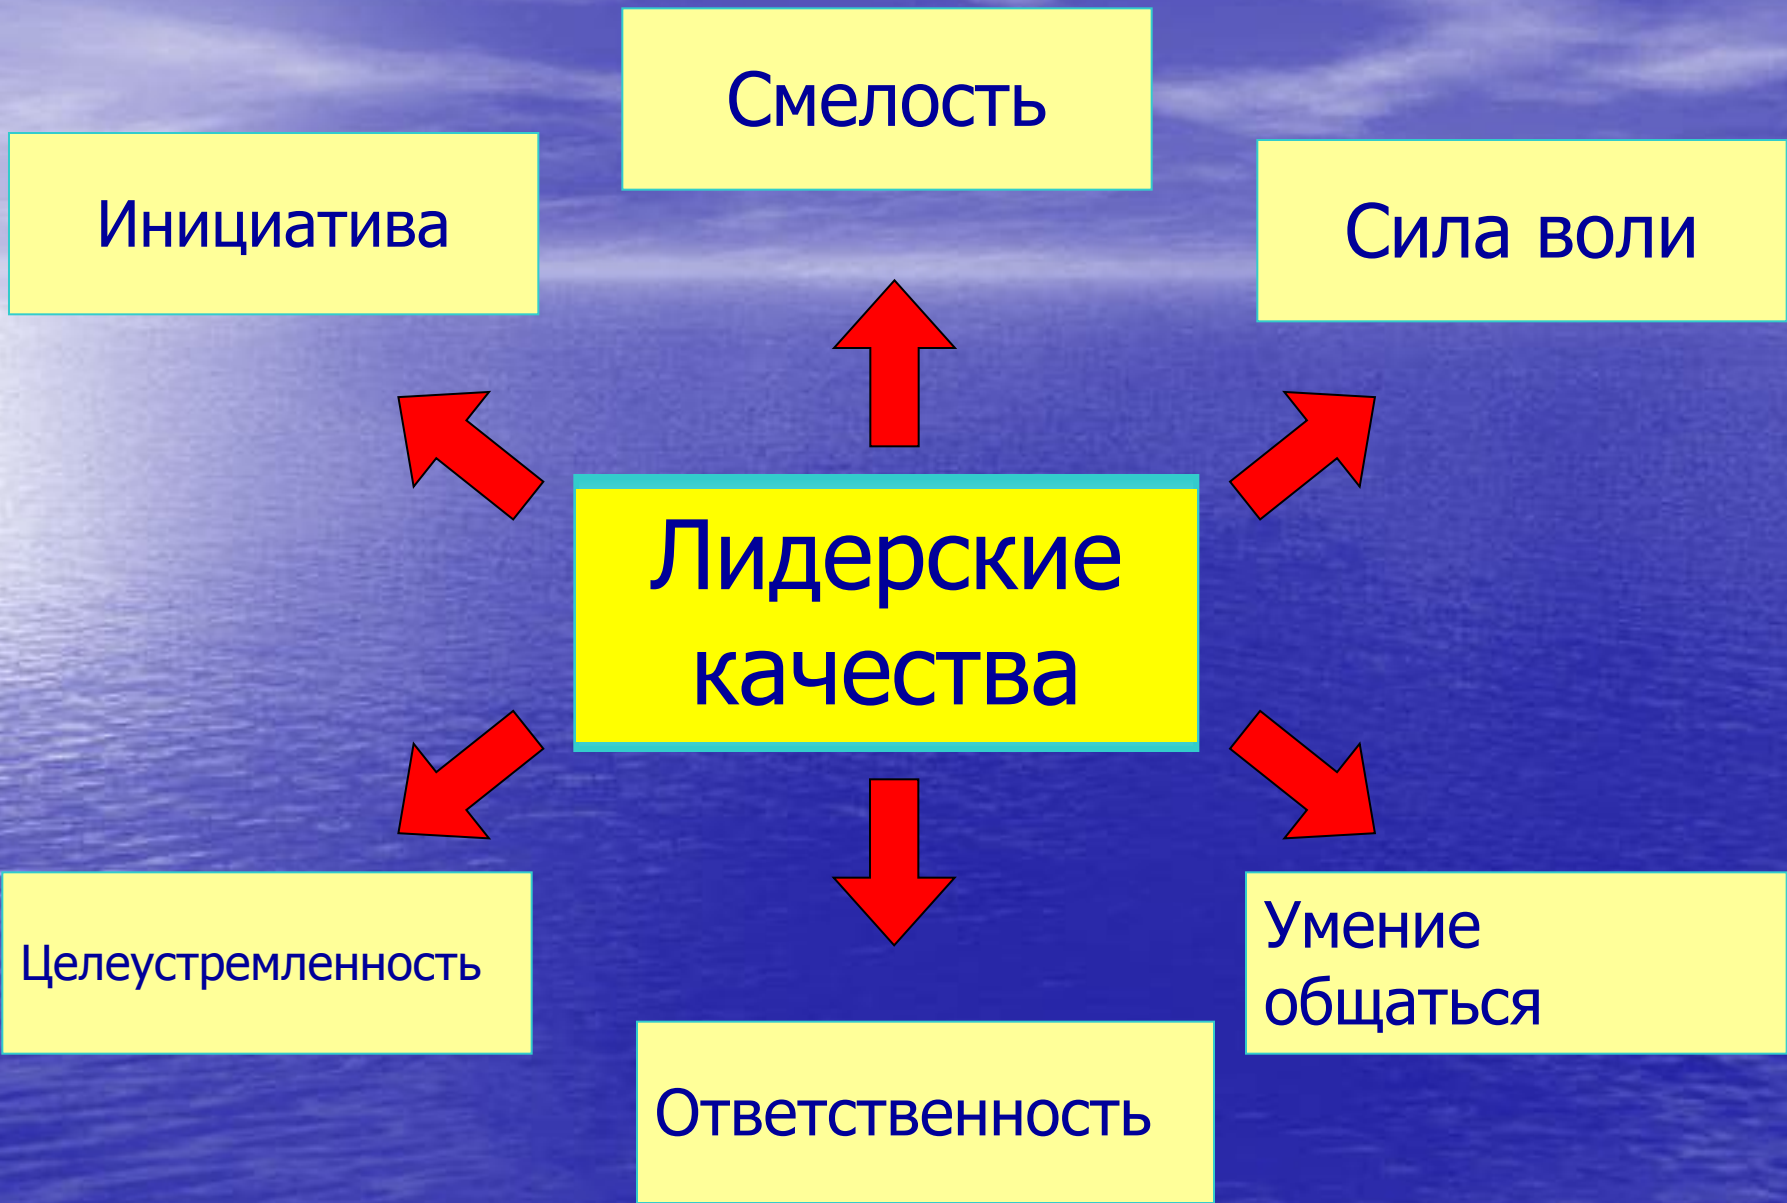 Смелость
Инициатива
Сила воли
Лидерские
качества
Целеустремленность
Умение
общаться
Ответственность